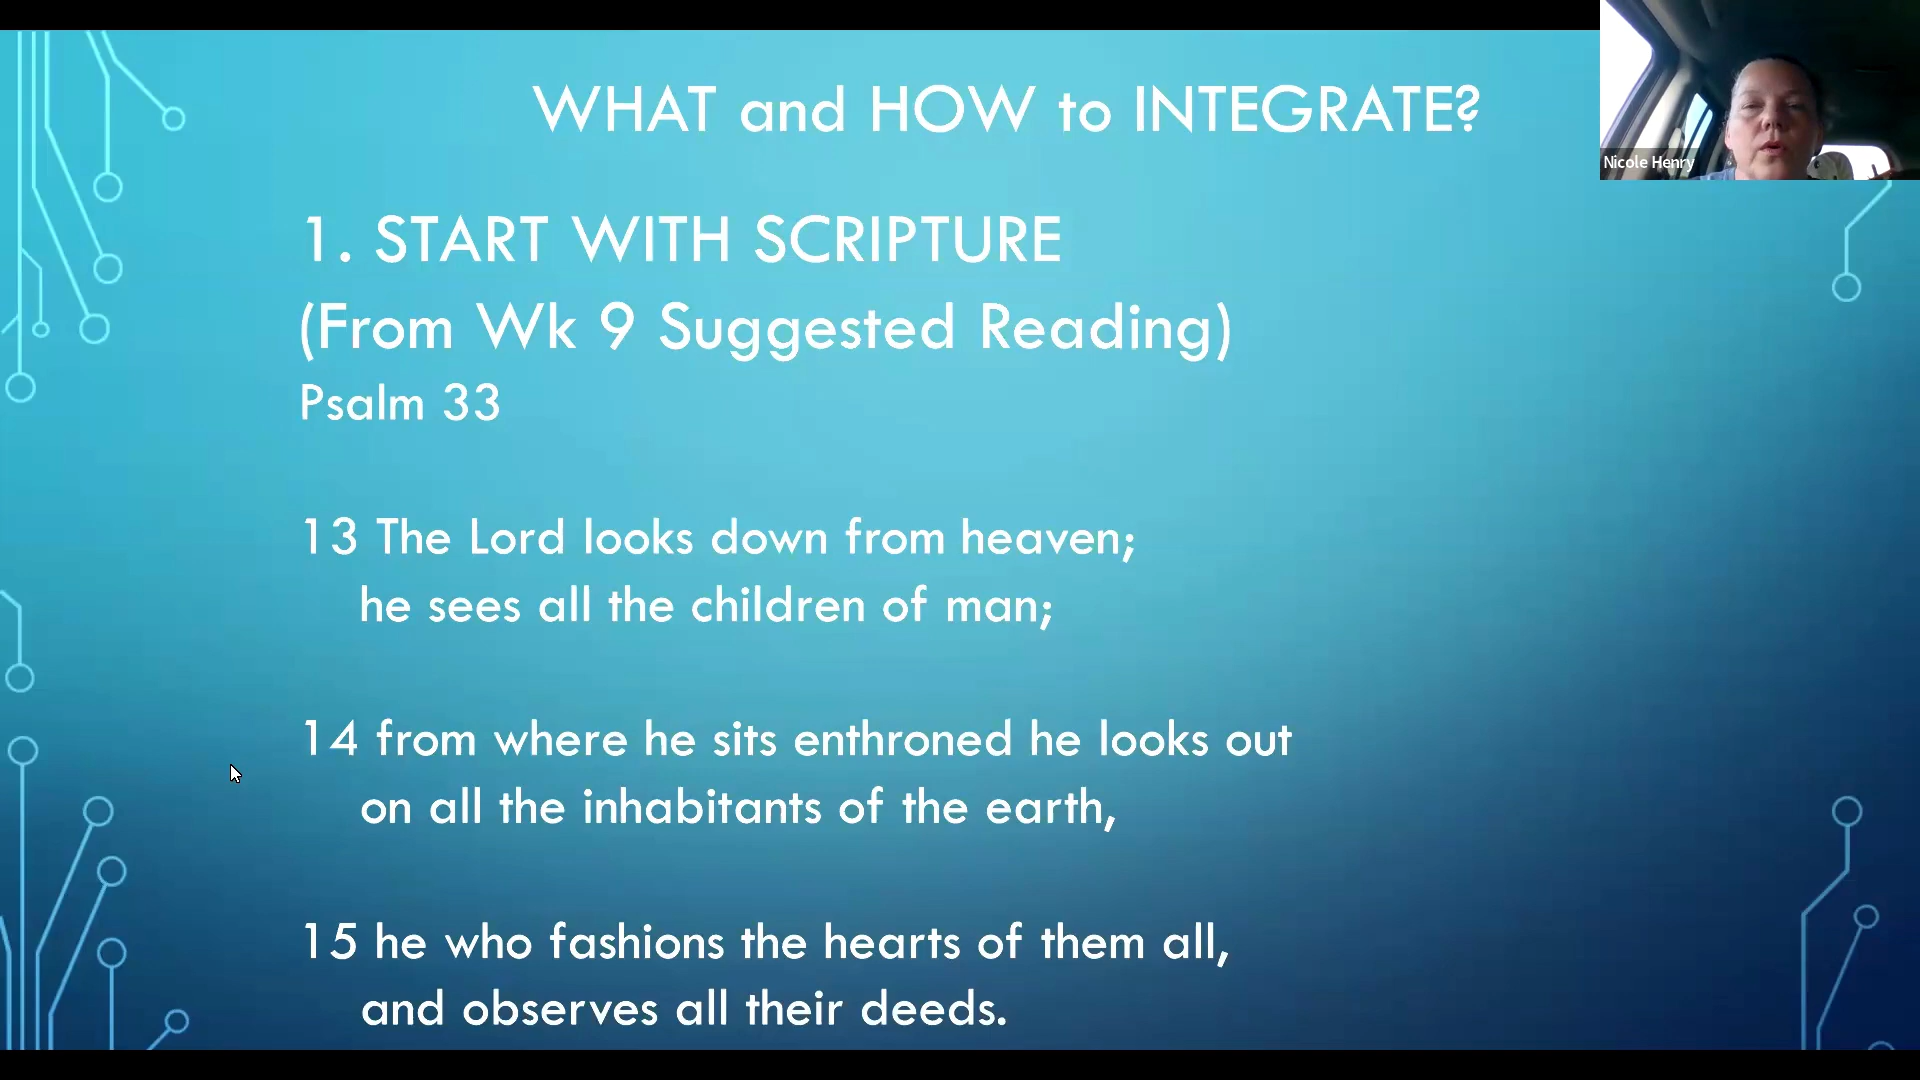 WHAT and HOW to INTEGRATE?
Nicole Henry
1. START WITH SCRIPTURE
(From Wk 9 Suggested Reading)
Psalm 33
13 The Lord looks down from heaven;
he sees all the children of man;
14 from where he sits enthroned he looks out
on all the inhabitants of the earth,
15 he who fashions the hearts of them all,
and observes all their deeds.